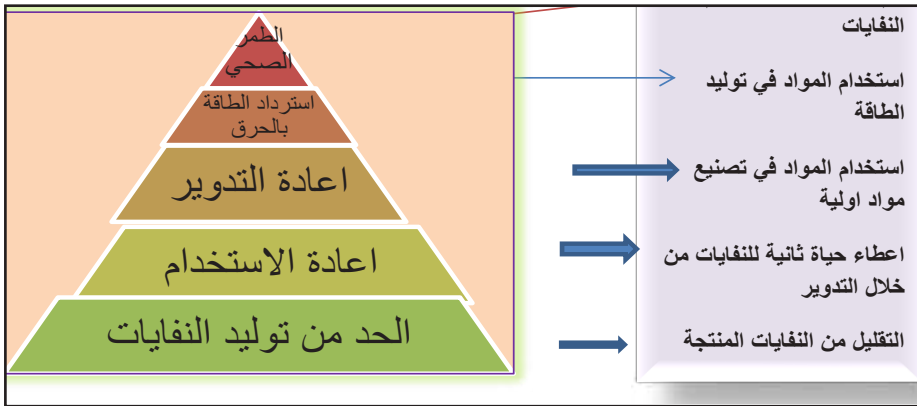 الطمر
الصحي
استرداد الطاقة
بالحرق
اعادة التدوير
اعادة الاستخدام
الحد من توليد النفايات
النفايات
استخدام المواد في توليد
الطاقة
استخدام المواد في تصنيع
مواد اولية
اعطاء حياة ثانية للنفايات من
خلال التدوير
التقليل من النفايات المنتجة